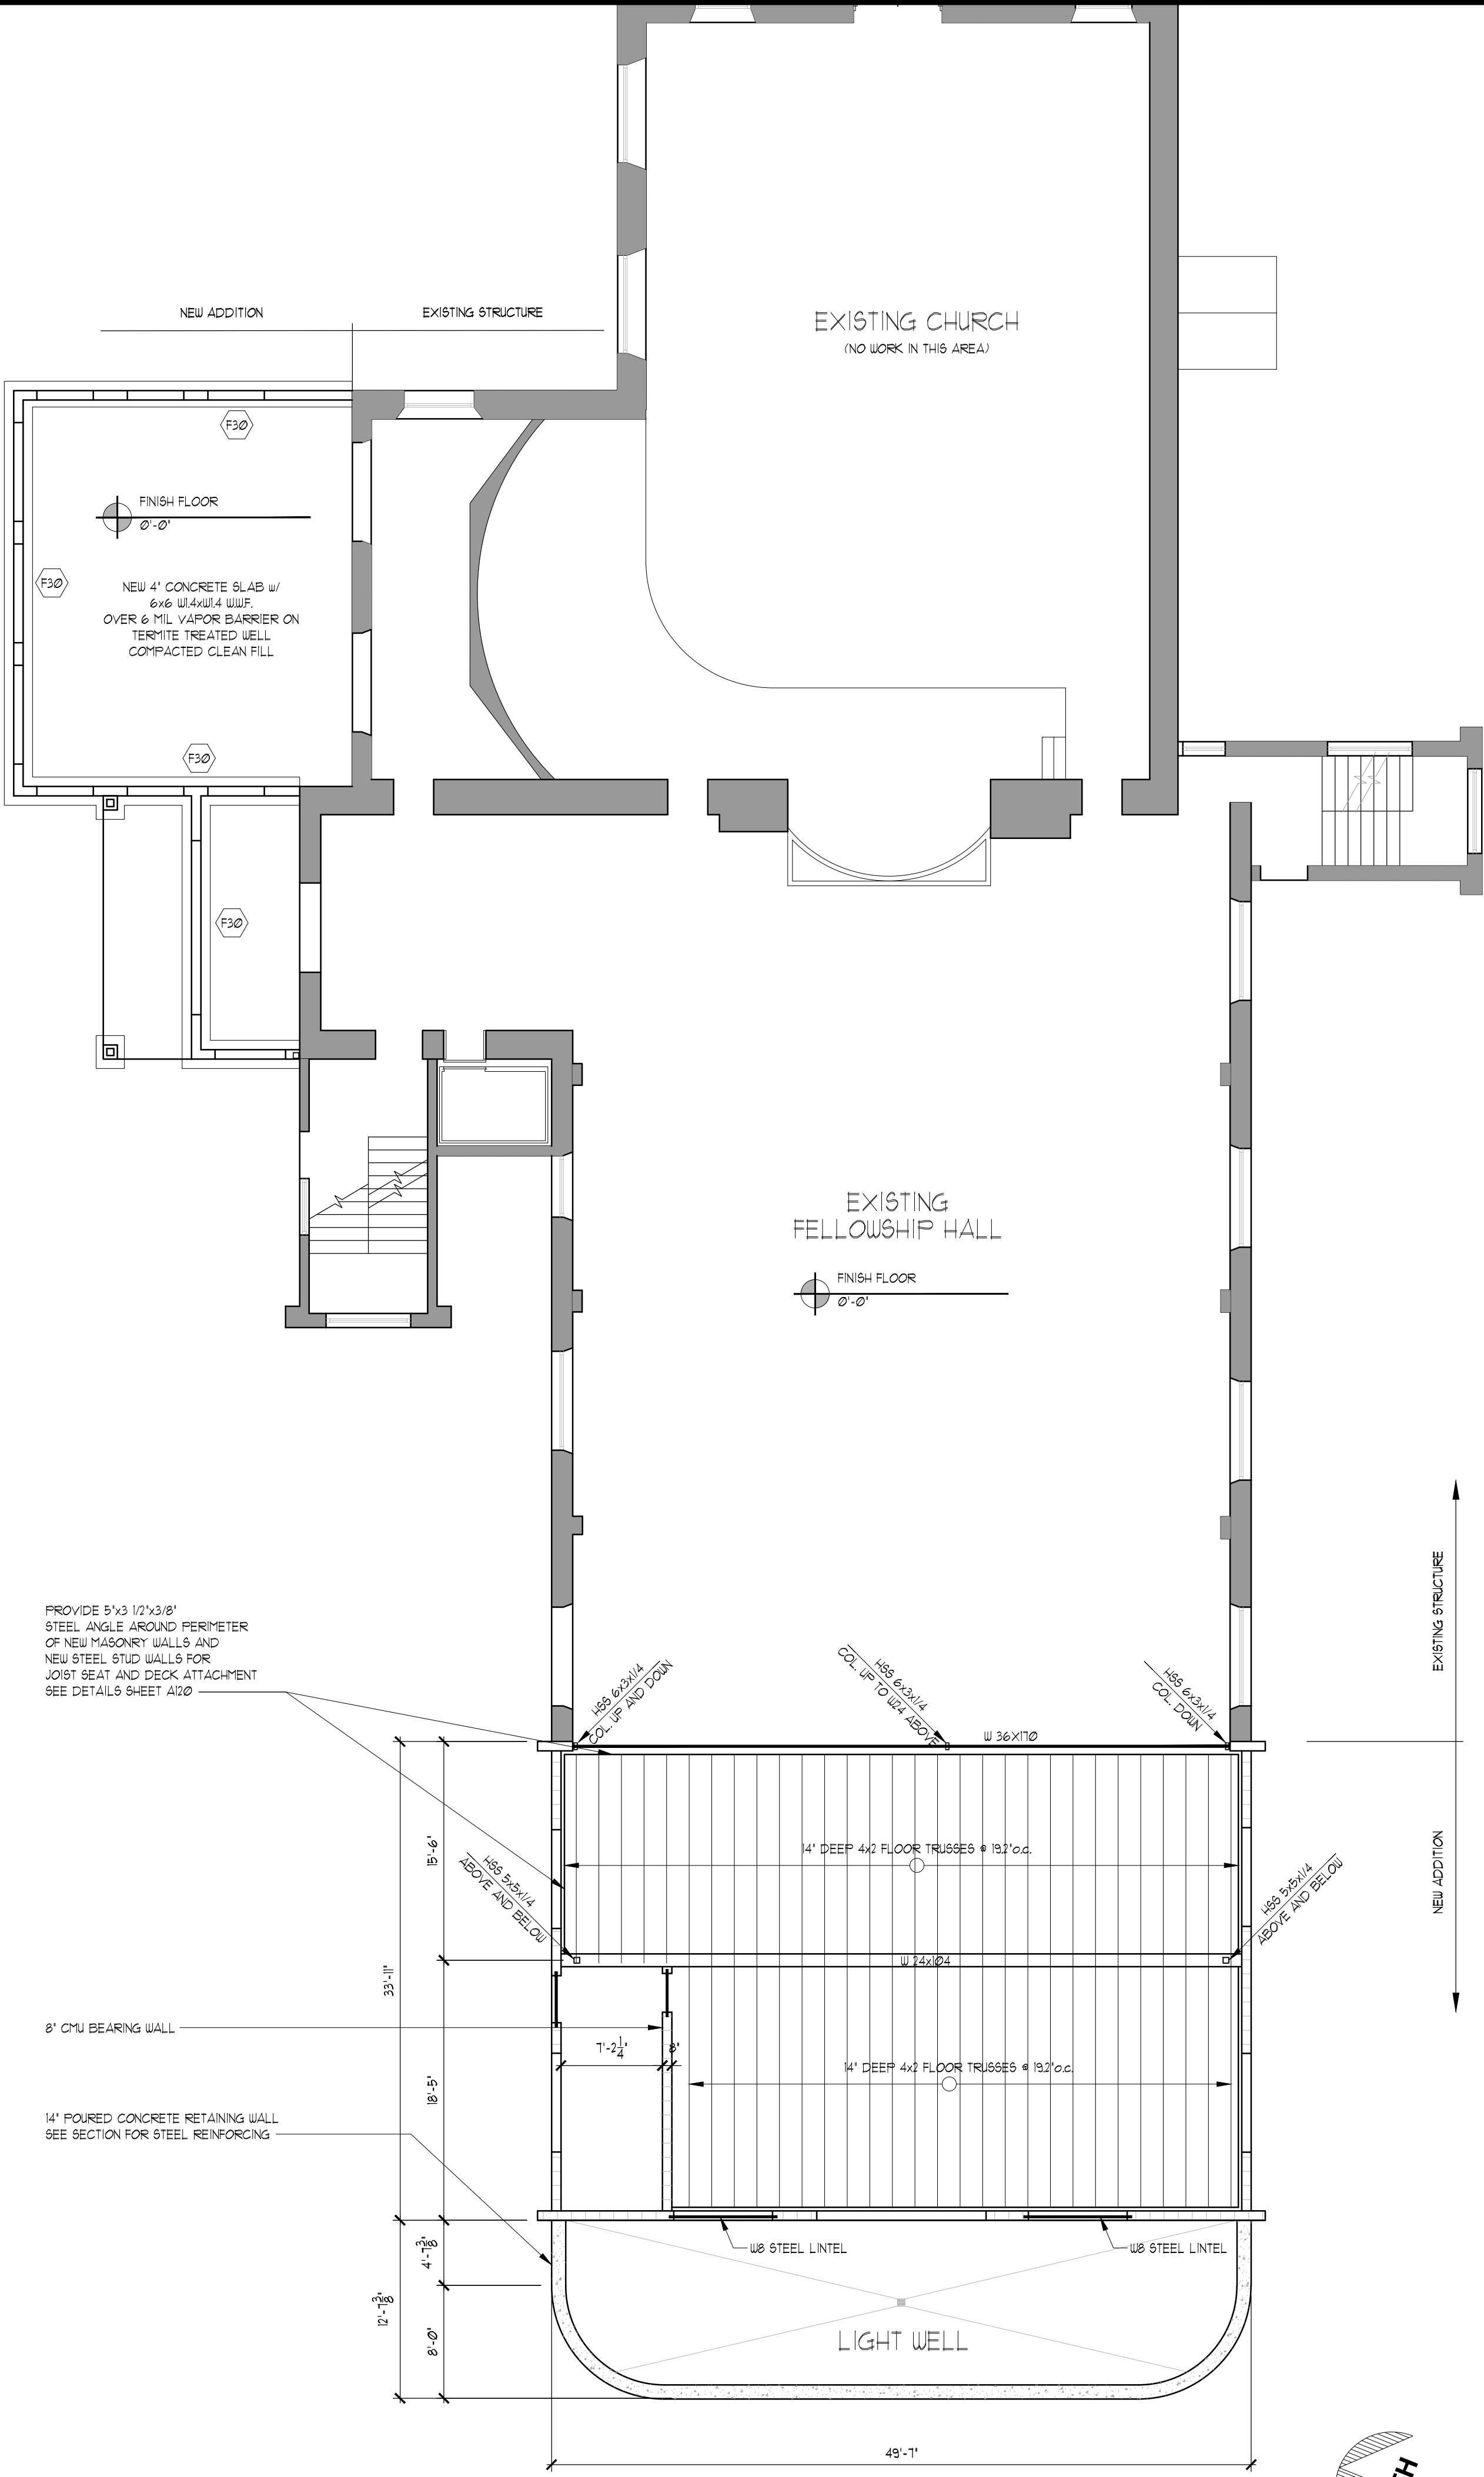 EXISTING CHURCH
(NO WORK IN THIS AREA)
NEW ADDITION
EXISTING STRUCTURE
F30
FINISH FLOOR
0'-0"
F30
NEW 4" CONCRETE SLAB w/
6x6 W1.4xW1.4 W.W.F.
OVER 6 MIL VAPOR BARRIER ON
TERMITE TREATED WELL
COMPACTED CLEAN FILL
F30
F30
EXISTING
FELLOWSHIP HALL
FINISH FLOOR
0'-0"
EXISTING STRUCTURE
NEW ADDITION
PROVIDE 5"x3 1/2"x3/8"
STEEL ANGLE AROUND PERIMETER
OF NEW MASONRY WALLS AND
NEW STEEL STUD WALLS FOR
JOIST SEAT AND DECK ATTACHMENT
SEE DETAILS SHEET A120
HSS 6x3x1/4
COL. UP AND DOWN
HSS 6x3x1/4
COL. UP TO W24 ABOVE
HSS 6x3x1/4
COL. DOWN
W 36X170
14" DEEP 4x2 FLOOR TRUSSES @ 19.2"o.c.
15'-6"
HSS 5x5x1/4
ABOVE AND BELOW
HSS 5x5x1/4
ABOVE AND BELOW
W 24x104
33'-11"
8" CMU BEARING WALL
7'-2 1/4"
8"
14" DEEP 4x2 FLOOR TRUSSES @ 19.2"o.c.
18'-5"
14" POURED CONCRETE RETAINING WALL
SEE SECTION FOR STEEL REINFORCING
W8 STEEL LINTEL
W8 STEEL LINTEL
4'-7 3/8"
12'-7 3/8"
8'-0"
LIGHT WELL
49'-7"